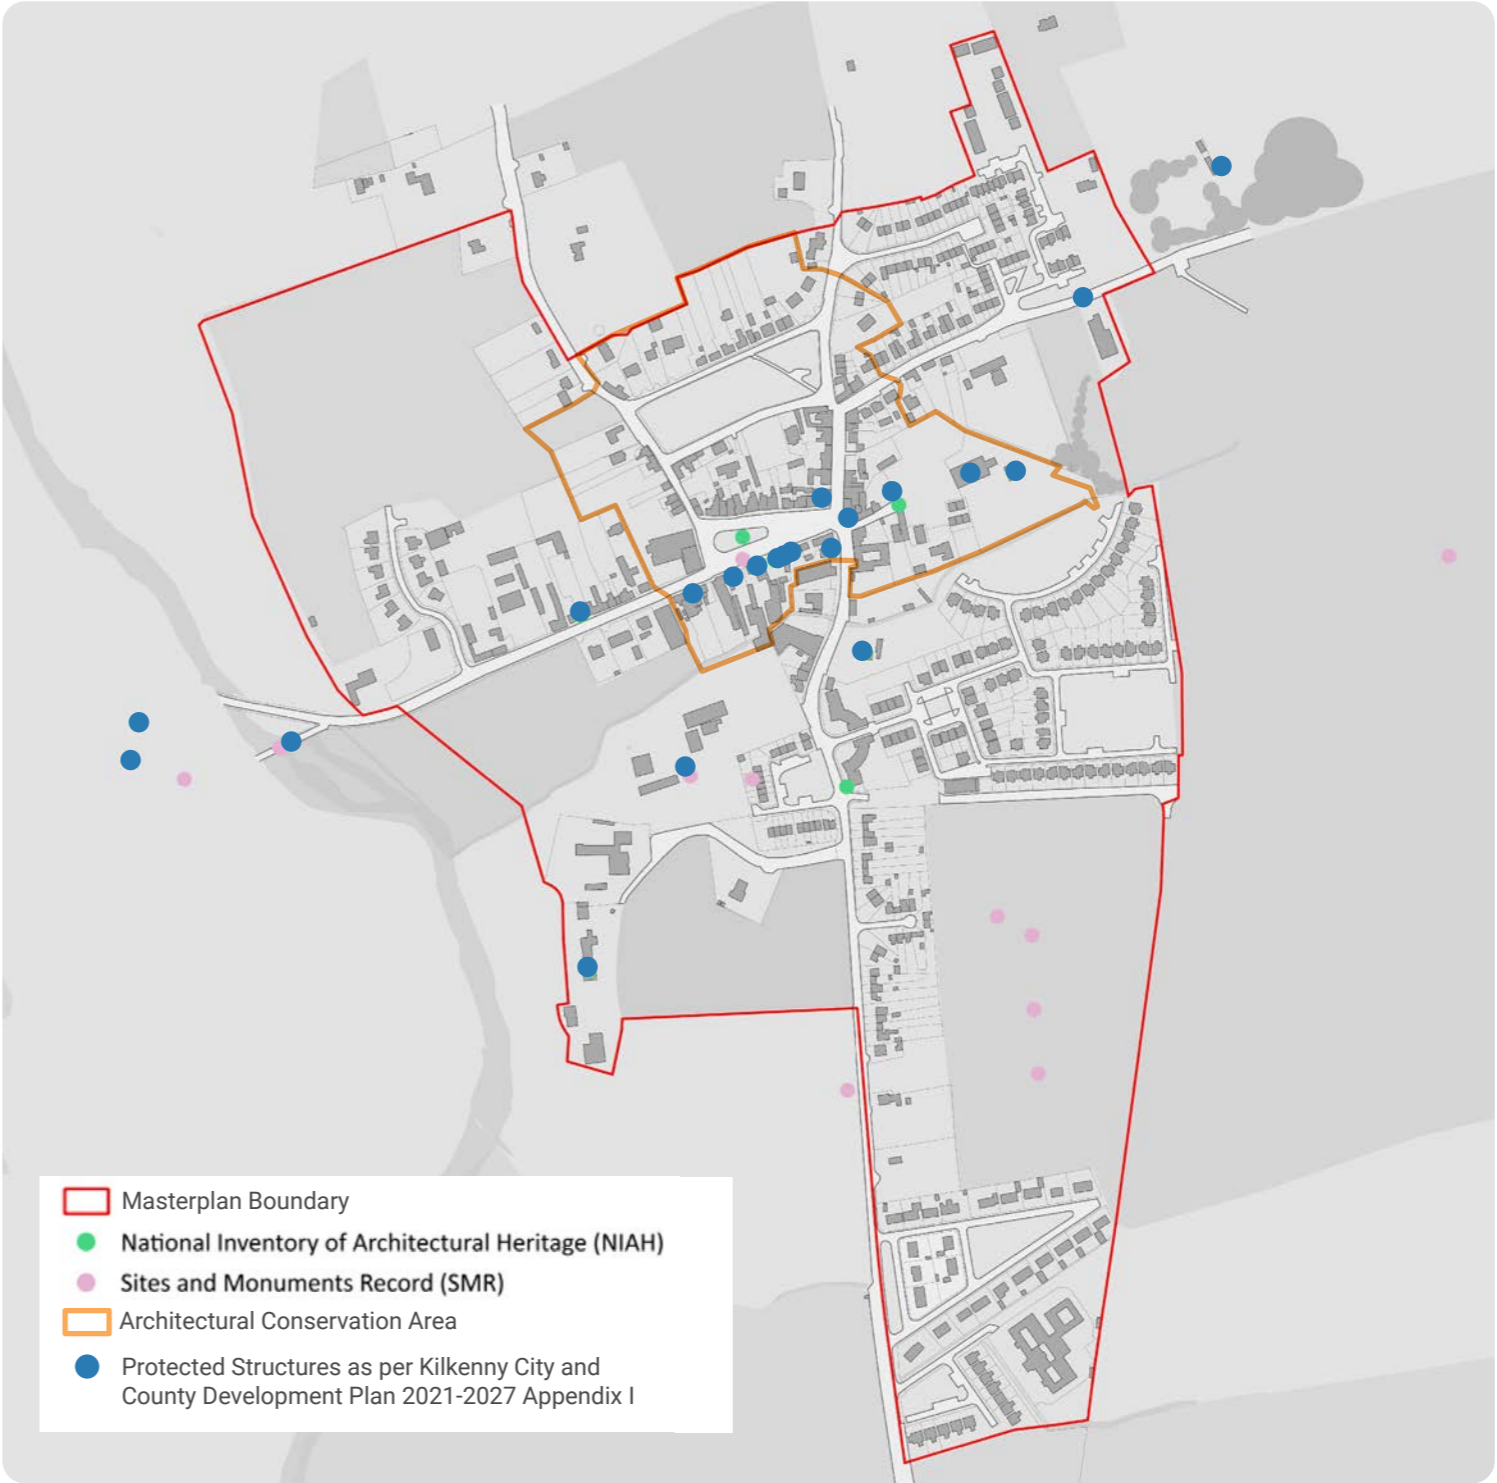 Masterplan Boundary
National Inventory of Architectural Heritage (NIAH)
Sites and Monuments Record (SMR)
Architectural Conservation Area
Protected Structures as per Kilkenny City and
County Development Plan 2021-2027 Appendix I